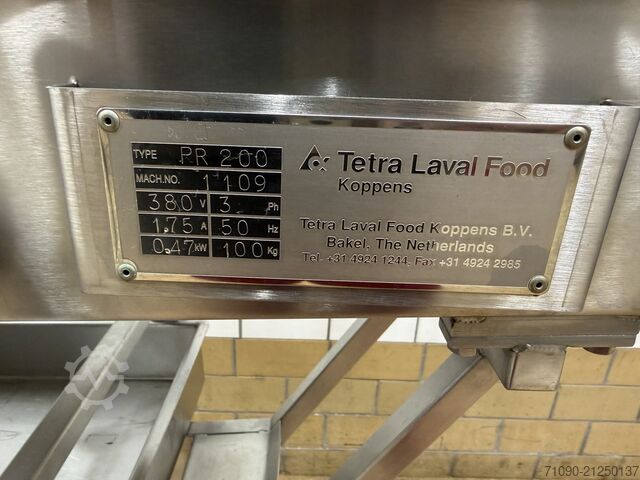 TYPE PR 200
MACH.NO. 1109
380 V 3 Ph
1.75 A 50 Hz
0.47 kW 100 Kg
Tetra Laval Food
Koppens
Tetra Laval Food Koppens B.V.
Bakel, The Netherlands
Tel. +31 4924 1244, Fax +31 4924 2985
71090-21250137